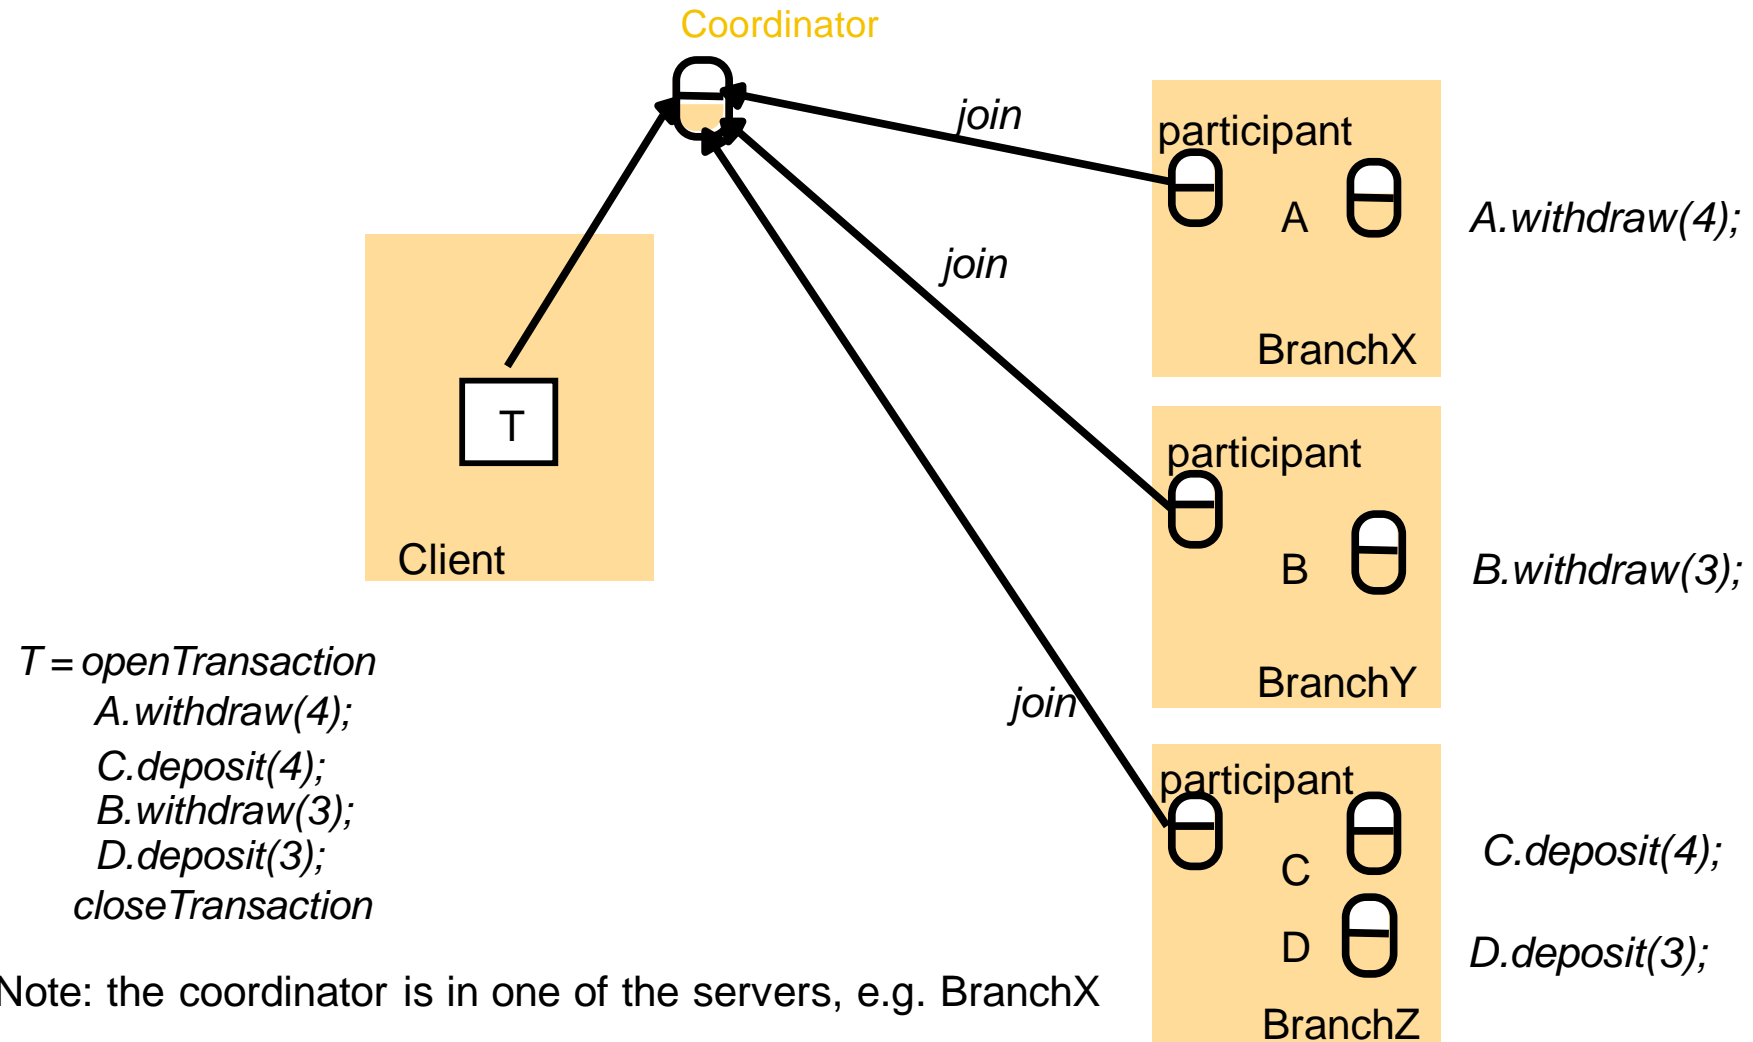 Coordinator
join
participant
A
A.withdraw(4);
BranchX
join
T
Client
participant
B
B.withdraw(3);
BranchY
join
participant
C
C.deposit(4);
D
D.deposit(3);
BranchZ
T = openTransaction
A.withdraw(4);
C.deposit(4);
B.withdraw(3);
D.deposit(3);
closeTransaction
Note: the coordinator is in one of the servers, e.g. BranchX